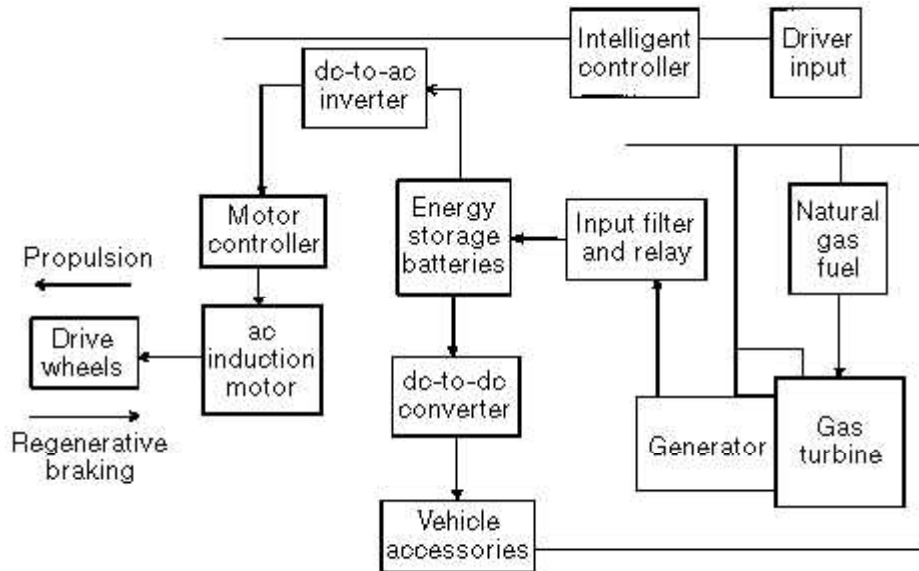 Intelligent
controller
Driver
input
dc-to-ac
inverter
Motor
controller
Energy
storage
batteries
Input filter
and relay
Natural
gas
fuel
Propulsion
Drive
wheels
ac
induction
motor
Regenerative
braking
dc-to-dc
converter
Generator
Gas
turbine
Vehicle
accessories